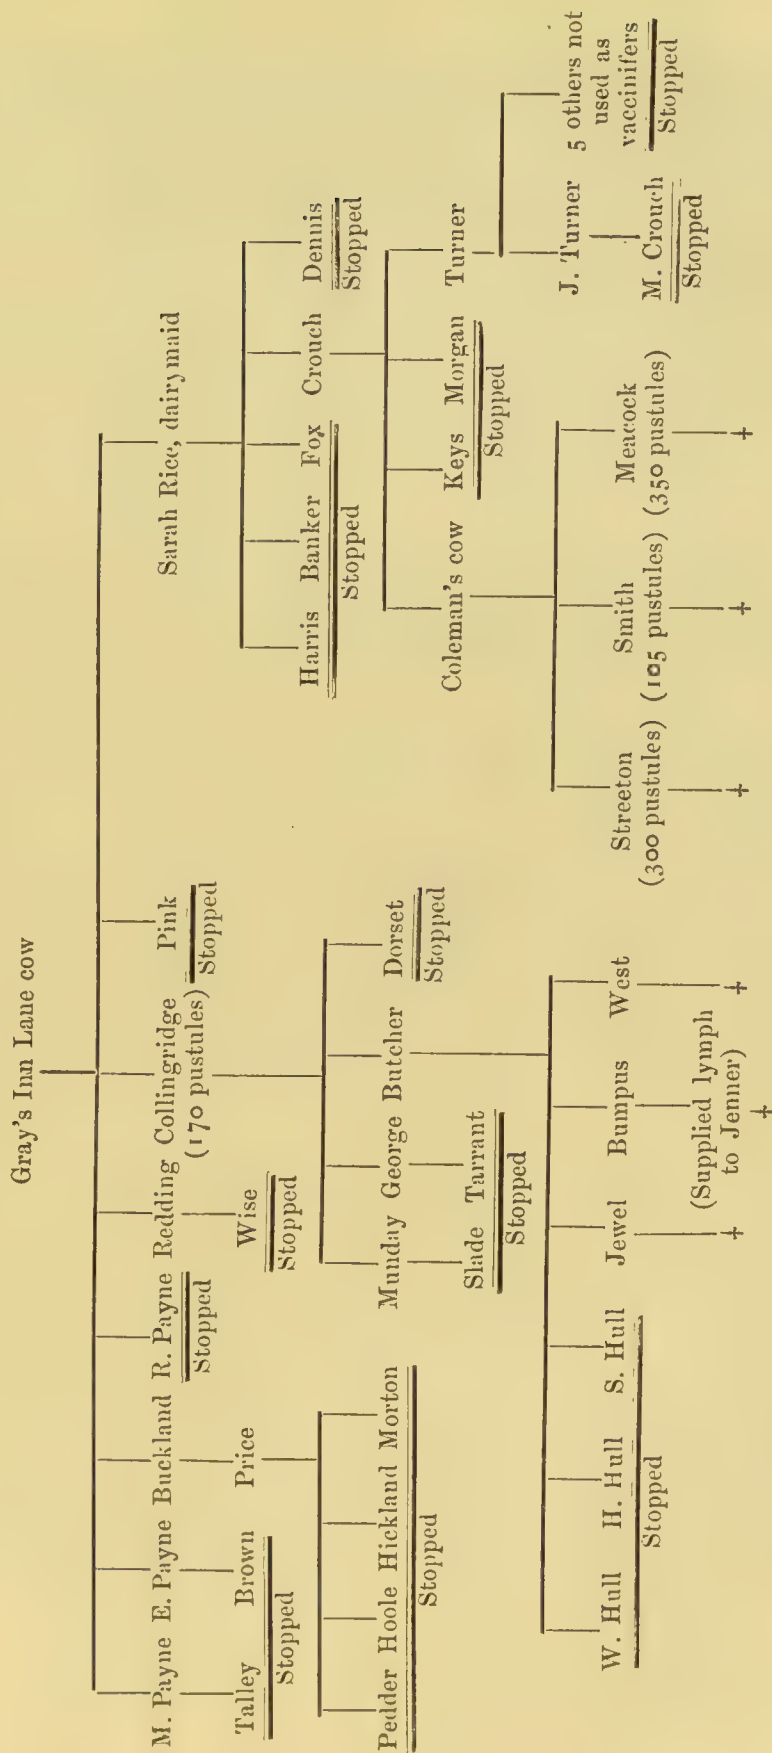 Gray's Inn Lane cow
M. Payne E. Payne Buckland R. Payne Redding Collingridge Pink Sarah Rice, dairymaid
Stopped (170 pustules) Stopped
Talley Brown Price Wise Harris Banker Fox Crouch Dennis
Stopped Stopped Stopped Stopped
Pedder Hoole Hickland Morton Munday George Butcher Dorset Coleman's cow Keys Morgan Turner
Stopped Stopped Stopped
Slade Tarrant
Stopped
W. Hull H. Hull S. Hull Jewel Bumpus West Streeton Smith Meacock J. Turner 5 others not
used as
vaccinifers
Stopped (Supplied lymph (300 pustules) (105 pustules) (350 pustules) M. Crouch Stopped
to Jenner) Stopped
† † † † † †